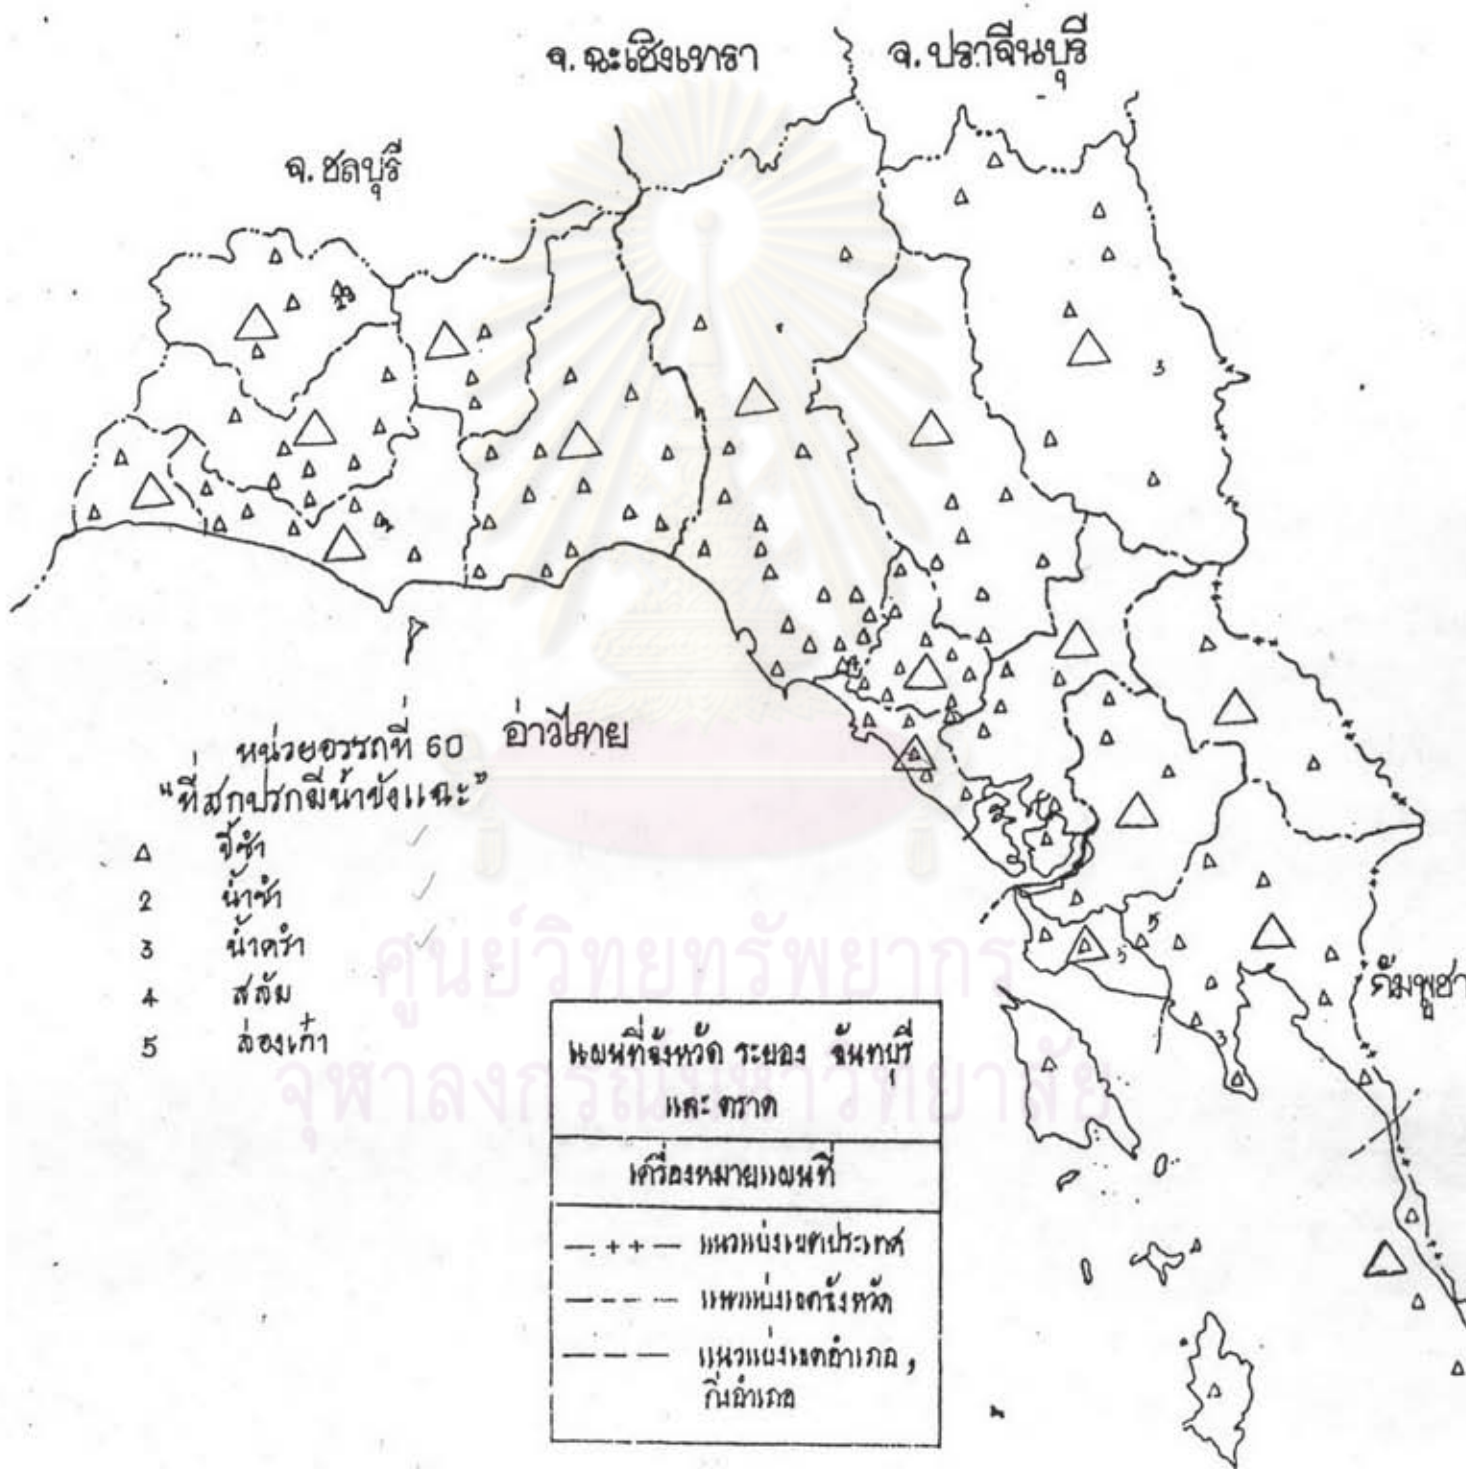 จ.ฉะเชิงเทรา
จ.ปราจีนบุรี
จ.ชลบุรี
อ่าวไทย
หน่วยอรรถที่ 60
"ที่สกปรกมีน้ำขังแฉะ"
△ ขี้ซำ
2 น้ำซำ
3 น้ำครำ
4 สลัม
5 ล่องเก๋า
กัมพูชา
แผนที่จังหวัด ระยอง จันทบุรี
และ ตราด
เครื่องหมายแผนที่
แนวแบ่งเขตประเทศ
แนวแบ่งเขตจังหวัด
แนวแบ่งเขตอำเภอ,
กิ่งอำเภอ
3
3
5
5
3
ศูนย์วิทยทรัพยากร
จุฬาลงกรณ์มหาวิทยาลัย